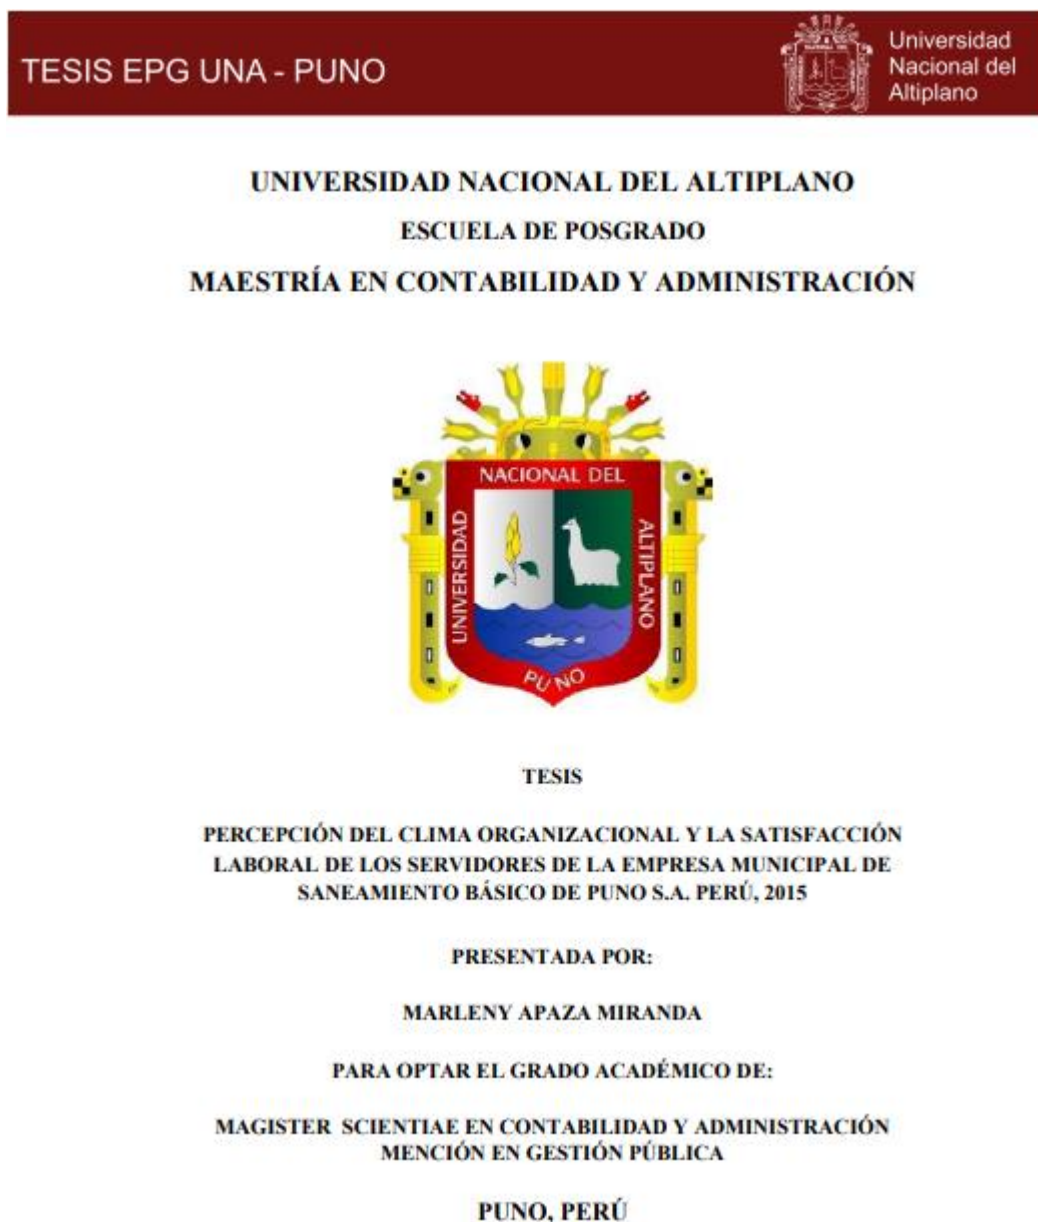 TESIS EPG UNA - PUNO
Universidad
Nacional del
Altiplano
UNIVERSIDAD NACIONAL DEL ALTIPLANO
ESCUELA DE POSGRADO
MAESTRÍA EN CONTABILIDAD Y ADMINISTRACIÓN
NACIONAL DEL
UNIVERSIDAD
ALTIPLANO
PUNO
TESIS
PERCEPCIÓN DEL CLIMA ORGANIZACIONAL Y LA SATISFACCIÓN
LABORAL DE LOS SERVIDORES DE LA EMPRESA MUNICIPAL DE
SANEAMIENTO BÁSICO DE PUNO S.A. PERÚ, 2015
PRESENTADA POR:
MARLENY APAZA MIRANDA
PARA OPTAR EL GRADO ACADÉMICO DE:
MAGISTER SCIENTIAE EN CONTABILIDAD Y ADMINISTRACIÓN
MENCIÓN EN GESTIÓN PÚBLICA
PUNO, PERÚ